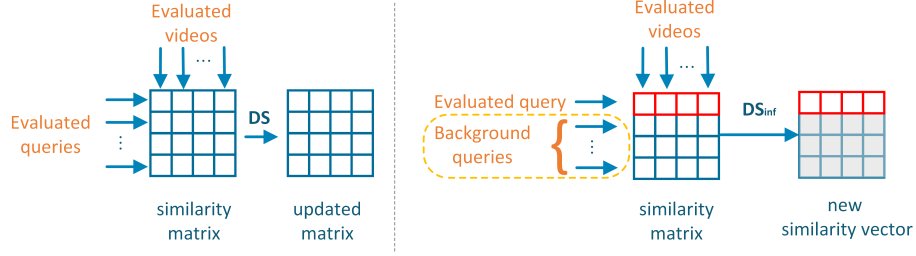 Evaluated
videos
...
Evaluated
queries
...
DS
similarity
matrix
updated
matrix
Evaluated
videos
...
Evaluated query
Background
queries
...
DSinf
similarity
matrix
new
similarity vector